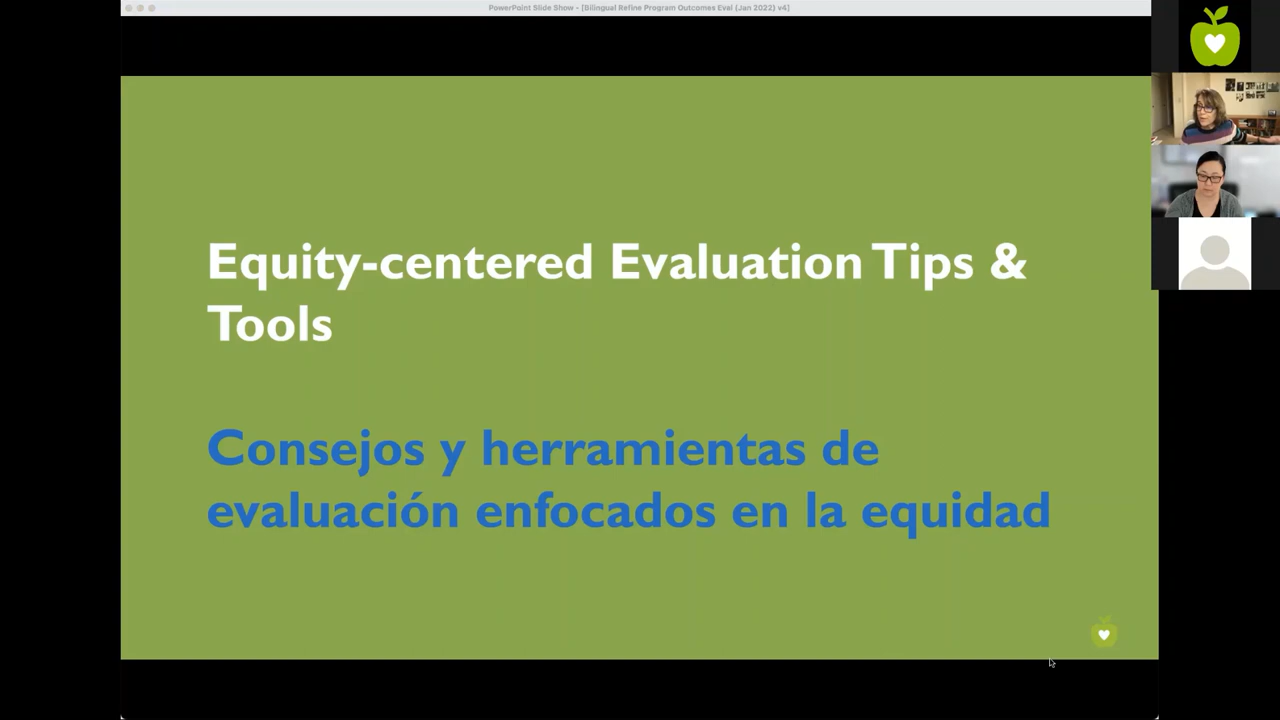 PowerPoint Slide Show - [Bilingual Refine Program Outcomes Eval (Jan 2022) v4]
Equity-centered Evaluation Tips &
Tools
Consejos y herramientas de
evaluación enfocados en la equidad